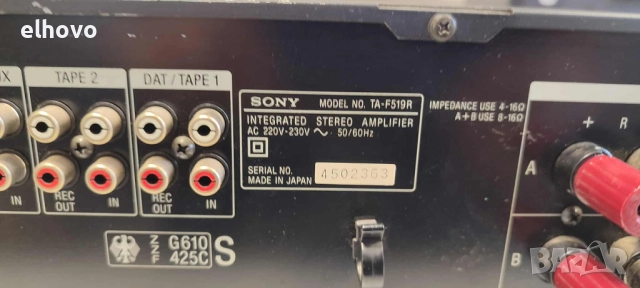 elhovo
UX
TAPE 2
DAT / TAPE 1
REC OUT
IN
REC OUT
IN
SONY MODEL NO. TA-F519R
INTEGRATED STEREO AMPLIFIER
AC 220V-230V ~ 50/60Hz
SERIAL NO. 4502363
MADE IN JAPAN
IMPEDANCE USE 4-16Ω
A+B USE 8-16Ω
+ R
A
B
Z Z F
G610
425C
S
bazar